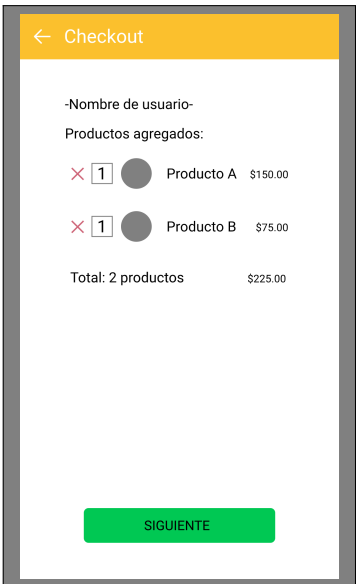 Checkout
-Nombre de usuario-
Productos agregados:
1 Producto A $150.00
1 Producto B $75.00
Total: 2 productos $225.00
SIGUIENTE